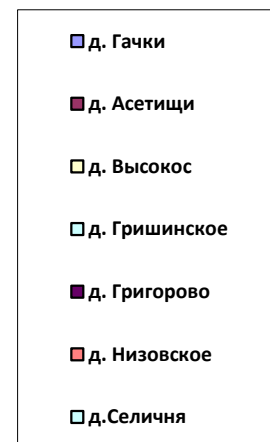 д. Гачки
д. Асетищи
д. Высокос
д. Гришинское
д. Григорово
д. Низовское
д.Селичня